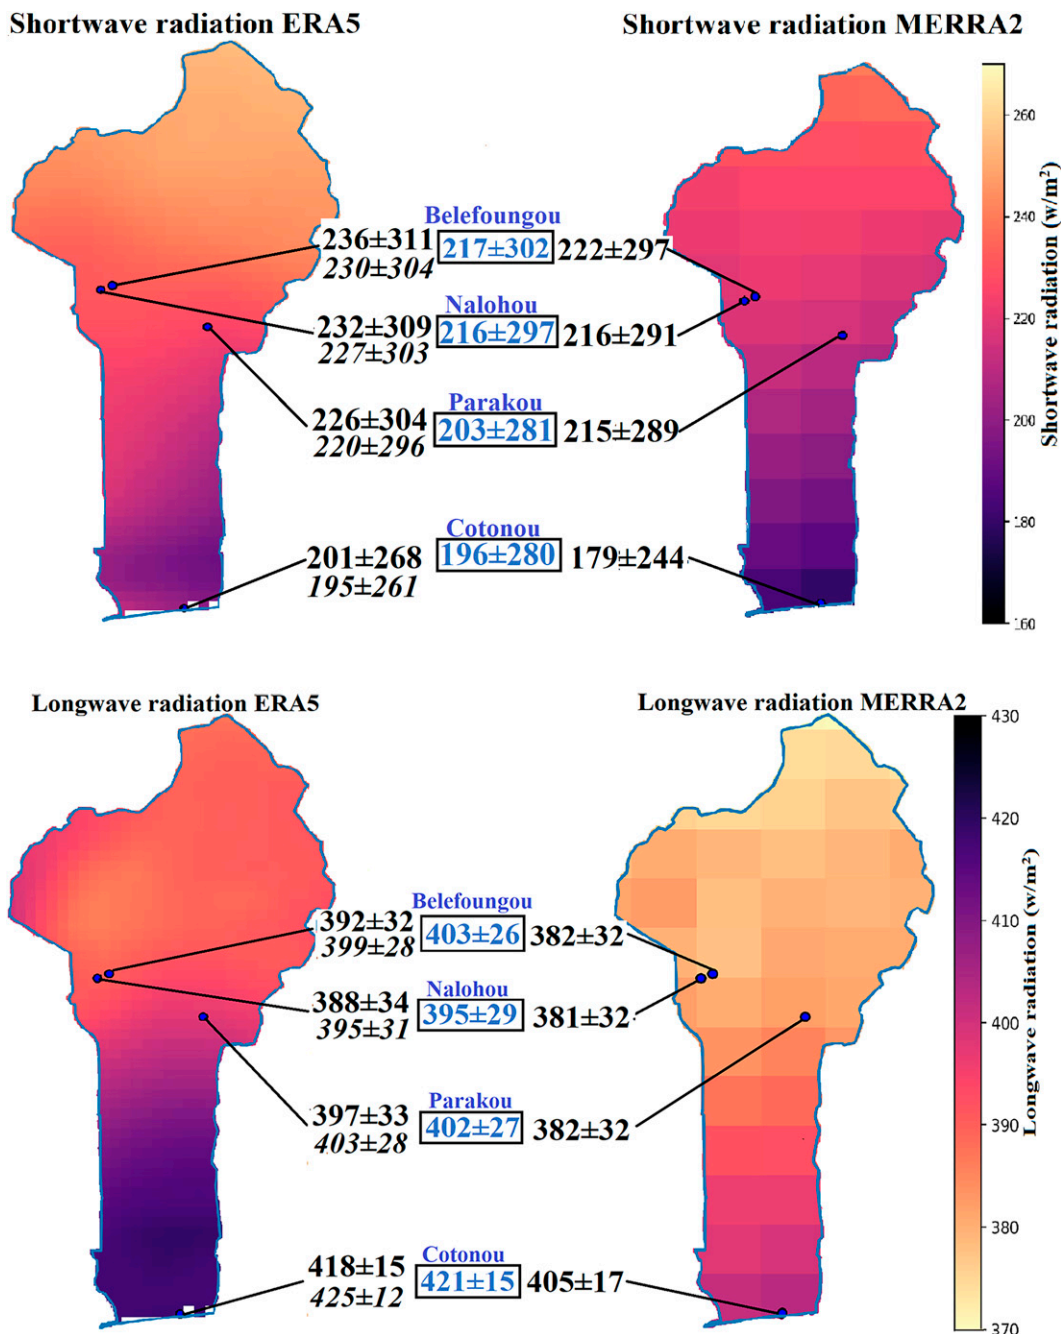 Shortwave radiation ERA5
Shortwave radiation MERRA2
Belefoungou
236±311 217±302 222±297
230±304
Nalohou
232±309 216±297 216±291
227±303
Parakou
226±304 203±281 215±289
220±296
Cotonou
201±268 196±280 179±244
195±261
260
240
220
200
180
160
Shortwave radiation (w/m²)
Longwave radiation ERA5
Longwave radiation MERRA2
Belefoungou
392±32 403±26 382±32
399±28
Nalohou
388±34 395±29 381±32
395±31
Parakou
397±33 402±27 382±32
403±28
Cotonou
418±15 421±15 405±17
425±12
430
420
410
400
390
380
370
Longwave radiation (w/m²)